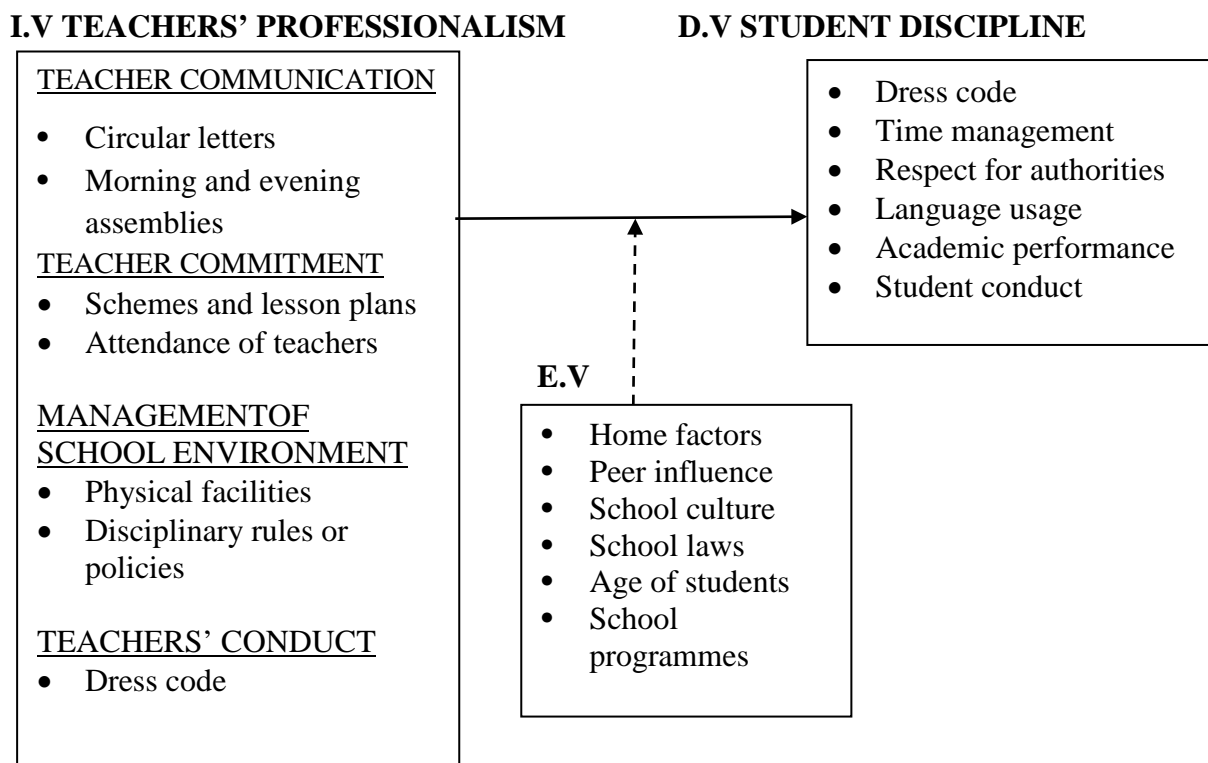 I.V TEACHERS’ PROFESSIONALISM
D.V STUDENT DISCIPLINE
TEACHER COMMUNICATION
• Circular letters
• Morning and evening
assemblies
TEACHER COMMITMENT
• Schemes and lesson plans
• Attendance of teachers
MANAGEMENTOF
SCHOOL ENVIRONMENT
• Physical facilities
• Disciplinary rules or
policies
TEACHERS’ CONDUCT
• Dress code
• Dress code
• Time management
• Respect for authorities
• Language usage
• Academic performance
• Student conduct
E.V
• Home factors
• Peer influence
• School culture
• School laws
• Age of students
• School
programmes